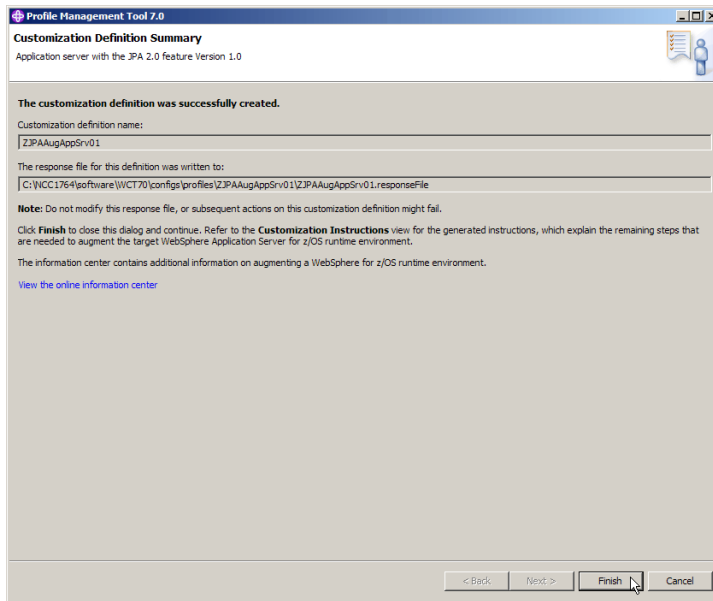 Profile Management Tool 7.0
Customization Definition Summary
Application server with the JPA 2.0 feature Version 1.0
The customization definition was successfully created.
Customization definition name:
ZJPAAugAppSrv01
The response file for this definition was written to:
C:\NCC1764\software\WCT70\configs\profiles\ZJPAAugAppSrv01\ZJPAAugAppSrv01.responseFile
Note: Do not modify this response file, or subsequent actions on this customization definition might fail.
Click Finish to close this dialog and continue. Refer to the Customization Instructions view for the generated instructions, which explain the remaining steps that
are needed to augment the target WebSphere Application Server for z/OS runtime environment.
The information center contains additional information on augmenting a WebSphere for z/OS runtime environment.
View the online information center
< Back Next > Finish Cancel